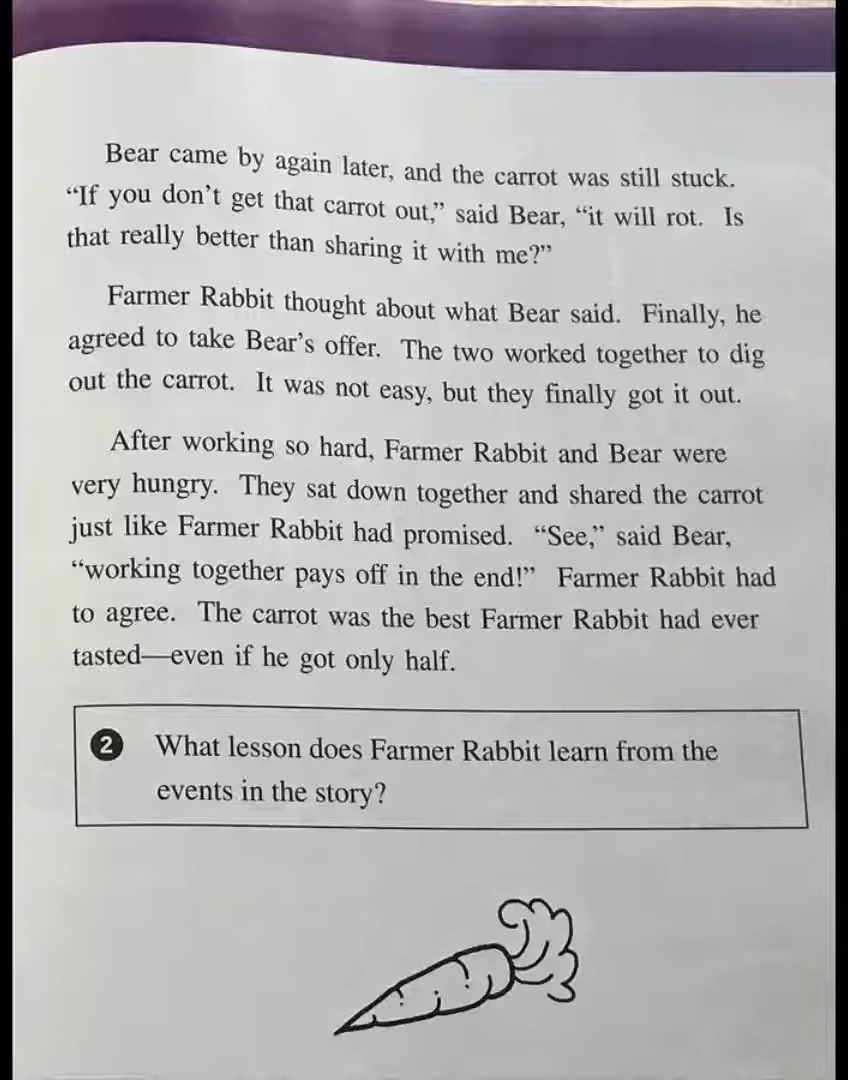 Bear came by again later, and the carrot was still stuck.
“If you don’t get that carrot out,” said Bear, “it will rot. Is
that really better than sharing it with me?”
Farmer Rabbit thought about what Bear said. Finally, he
agreed to take Bear’s offer. The two worked together to dig
out the carrot. It was not easy, but they finally got it out.
After working so hard, Farmer Rabbit and Bear were
very hungry. They sat down together and shared the carrot
just like Farmer Rabbit had promised. “See,” said Bear,
“working together pays off in the end!” Farmer Rabbit had
to agree. The carrot was the best Farmer Rabbit had ever
tasted—even if he got only half.
2 What lesson does Farmer Rabbit learn from the
events in the story?